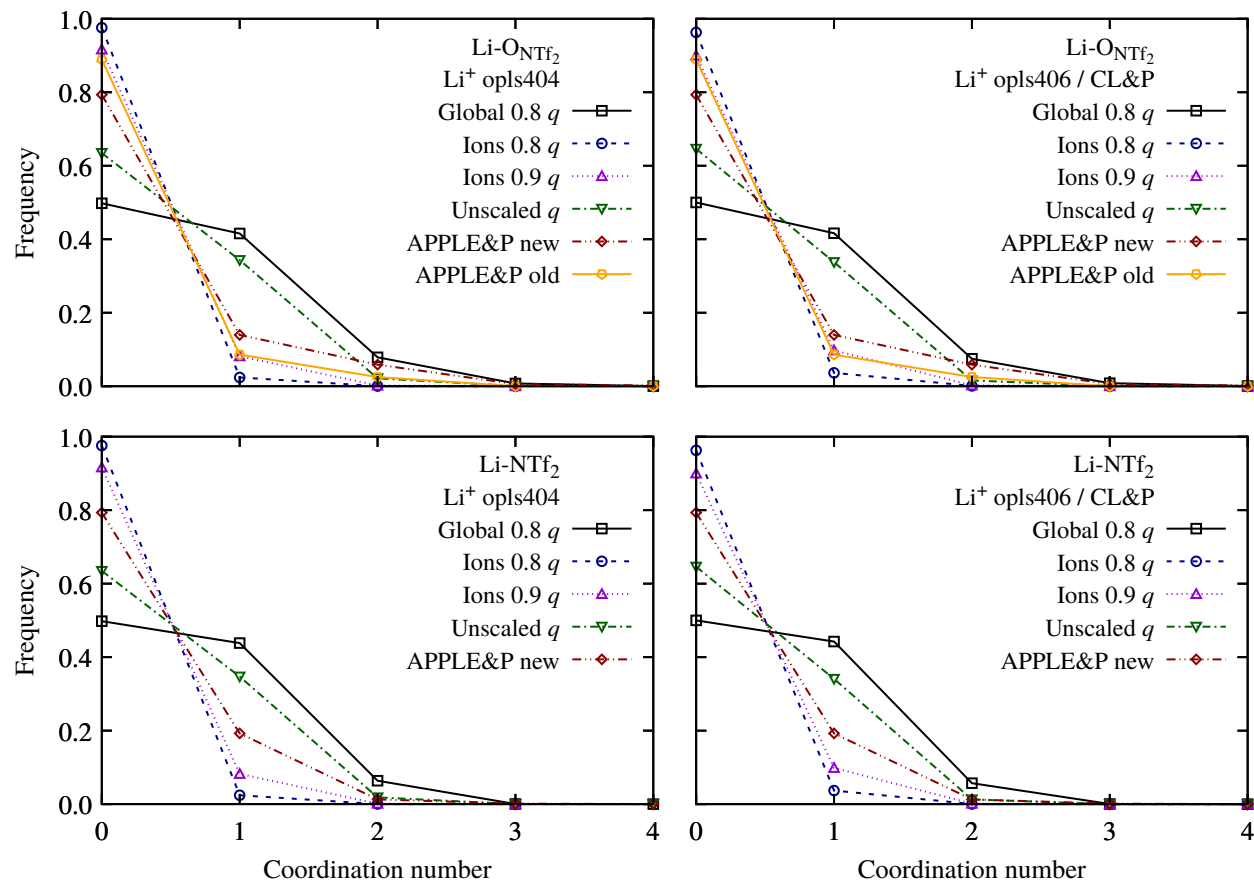 1.0
0.8
0.6
0.4
0.2
0.0
Frequency
Li-O_NTf₂
Li⁺ opls404
Global 0.8 q
Ions 0.8 q
Ions 0.9 q
Unscaled q
APPLE&P new
APPLE&P old
Li-O_NTf₂
Li⁺ opls406 / CL&P
Global 0.8 q
Ions 0.8 q
Ions 0.9 q
Unscaled q
APPLE&P new
APPLE&P old
1.0
0.8
0.6
0.4
0.2
0.0
Frequency
Li-NTf₂
Li⁺ opls404
Global 0.8 q
Ions 0.8 q
Ions 0.9 q
Unscaled q
APPLE&P new
0 1 2 3 4
Coordination number
Li-NTf₂
Li⁺ opls406 / CL&P
Global 0.8 q
Ions 0.8 q
Ions 0.9 q
Unscaled q
APPLE&P new
0 1 2 3 4
Coordination number